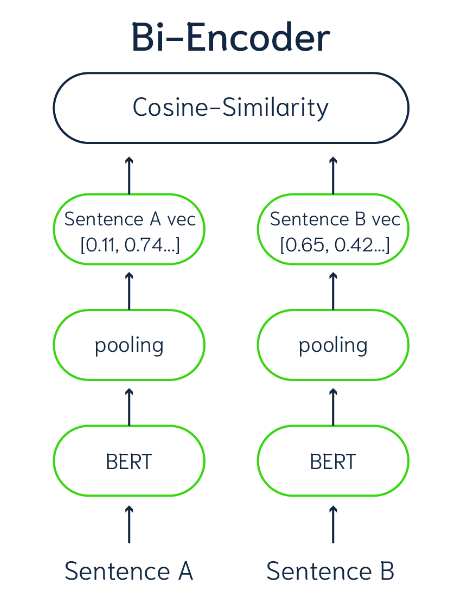 Bi-Encoder
Cosine-Similarity
Sentence A vec
[0.11, 0.74...]
Sentence B vec
[0.65, 0.42...]
pooling
pooling
BERT
BERT
Sentence A
Sentence B